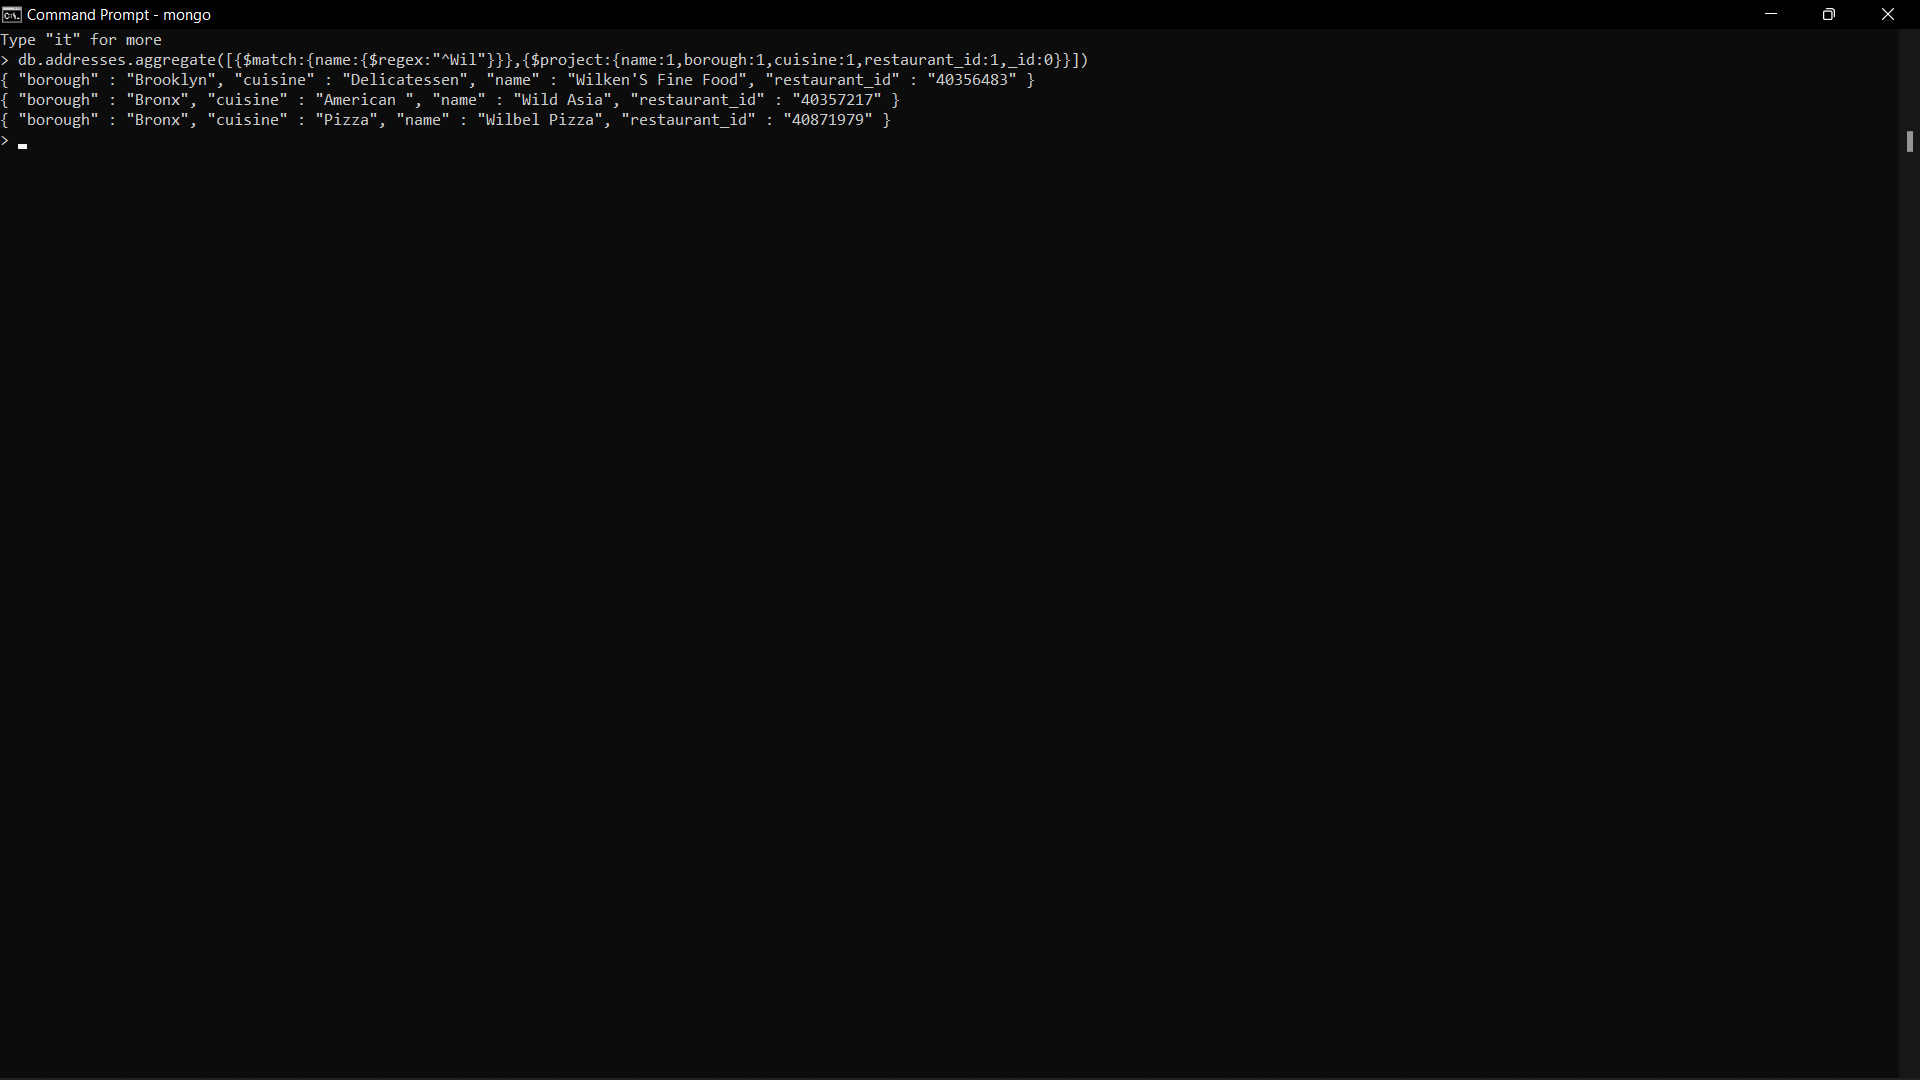 Command Prompt - mongo
Type "it" for more
> db.addresses.aggregate([{$match:{name:{$regex:"^Wil"}}},{$project:{name:1,borough:1,cuisine:1,restaurant_id:1,_id:0}}])
{ "borough" : "Brooklyn", "cuisine" : "Delicatessen", "name" : "Wilken'S Fine Food", "restaurant_id" : "40356483" }
{ "borough" : "Bronx", "cuisine" : "American ", "name" : "Wild Asia", "restaurant_id" : "40357217" }
{ "borough" : "Bronx", "cuisine" : "Pizza", "name" : "Wilbel Pizza", "restaurant_id" : "40871979" }
>